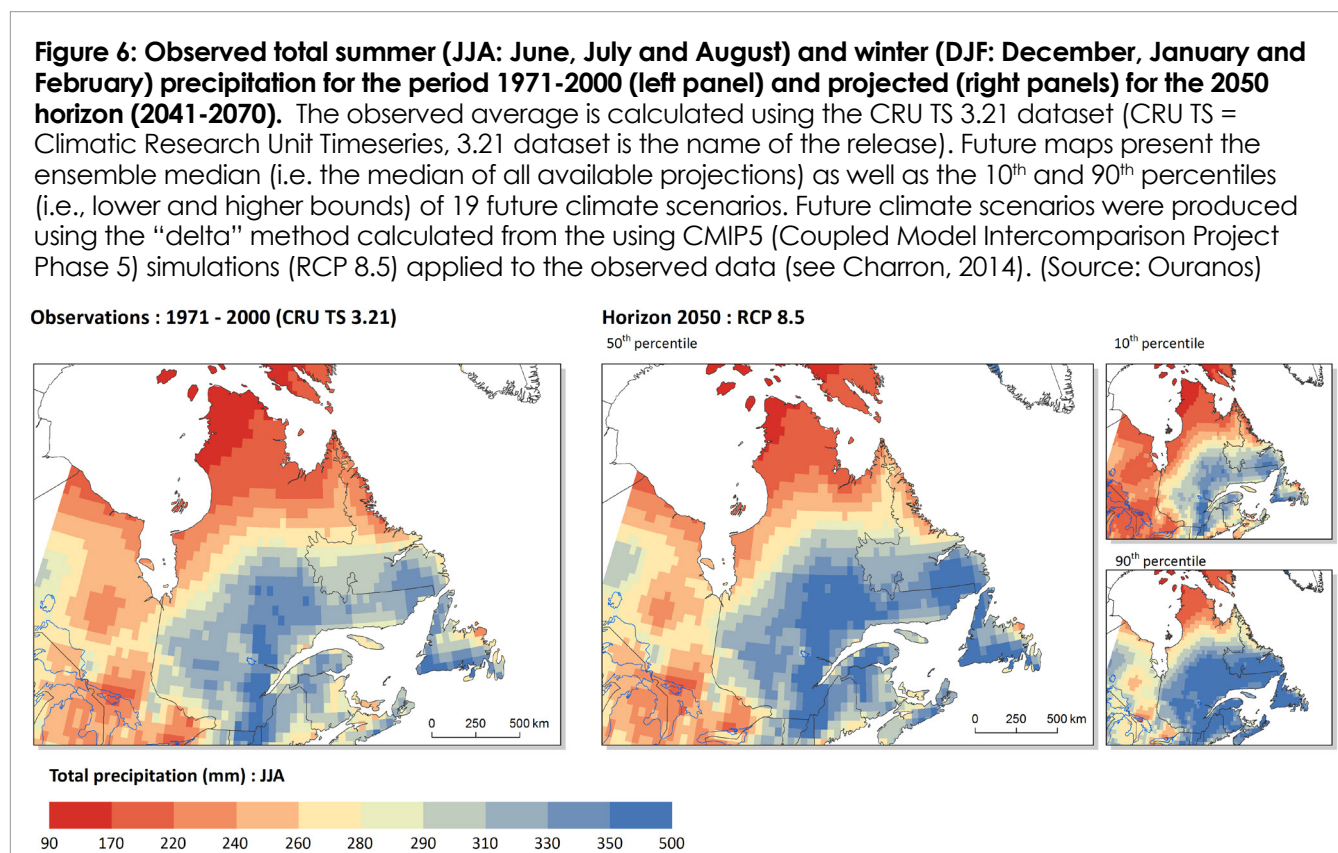 Figure 6: Observed total summer (JJA: June, July and August) and winter (DJF: December, January and
February) precipitation for the period 1971-2000 (left panel) and projected (right panels) for the 2050
horizon (2041-2070). The observed average is calculated using the CRU TS 3.21 dataset (CRU TS =
Climatic Research Unit Timeseries, 3.21 dataset is the name of the release). Future maps present the
ensemble median (i.e. the median of all available projections) as well as the 10th and 90th percentiles
(i.e., lower and higher bounds) of 19 future climate scenarios. Future climate scenarios were produced
using the “delta” method calculated from the using CMIP5 (Coupled Model Intercomparison Project
Phase 5) simulations (RCP 8.5) applied to the observed data (see Charron, 2014). (Source: Ouranos)
Observations : 1971 - 2000 (CRU TS 3.21)
Horizon 2050 : RCP 8.5
50th percentile
10th percentile
90th percentile
0 250 500 km
0 250 500 km
Total precipitation (mm) : JJA
90 170 220 240 260 280 290 310 330 350 500